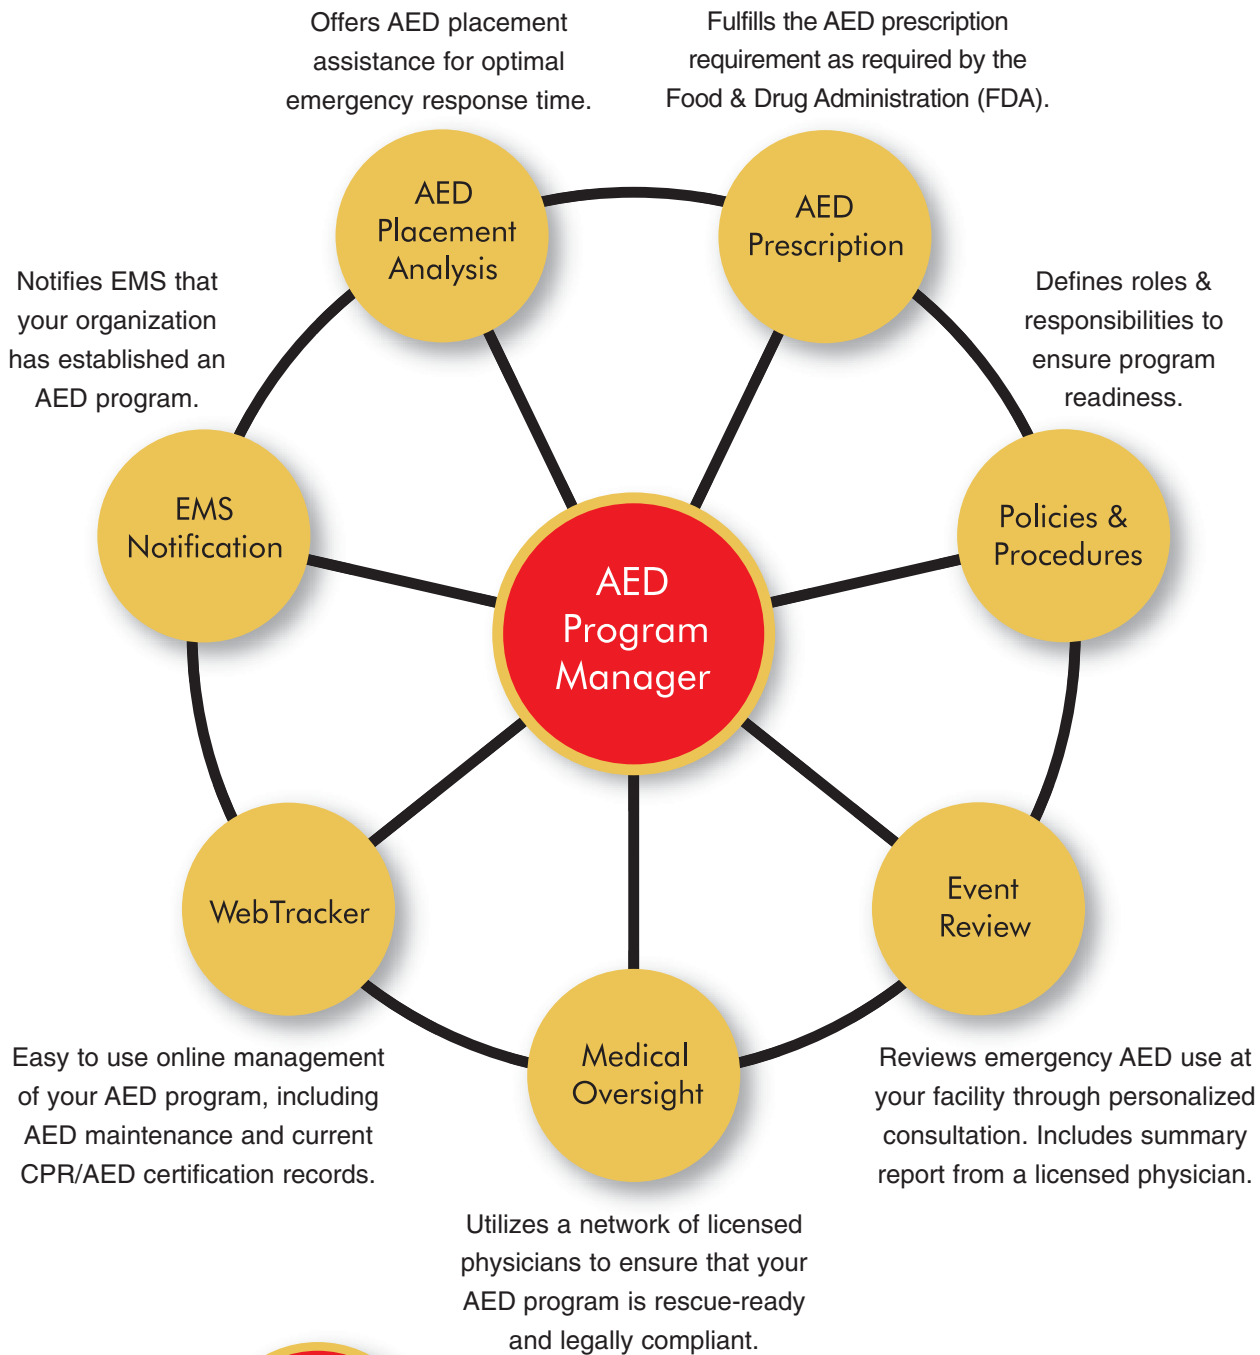 Offers AED placement
assistance for optimal
emergency response time.
Fulfills the AED prescription
requirement as required by the
Food & Drug Administration (FDA).
AED
Placement
Analysis
AED
Prescription
Notifies EMS that
your organization
has established an
AED program.
Defines roles &
responsibilities to
ensure program
readiness.
EMS
Notification
Policies &
Procedures
AED
Program
Manager
WebTracker
Event
Review
Easy to use online management
of your AED program, including
AED maintenance and current
CPR/AED certification records.
Medical
Oversight
Reviews emergency AED use at
your facility through personalized
consultation. Includes summary
report from a licensed physician.
Utilizes a network of licensed
physicians to ensure that your
AED program is rescue-ready
and legally compliant.